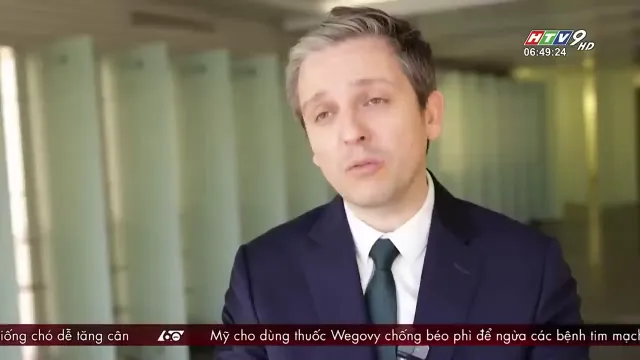 HTV9 HD
06:49:24
iống chó dễ tăng cân 60 Mỹ cho dùng thuốc Wegovy chống béo phì để ngừa các bệnh tim mạch